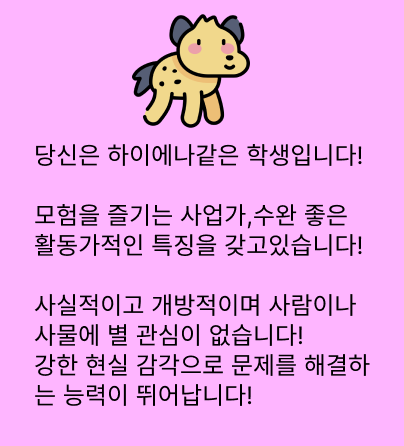 당신은 하이에나같은 학생입니다!
모험을 즐기는 사업가,수완 좋은
활동가적인 특징을 갖고있습니다!
사실적이고 개방적이며 사람이나
사물에 별 관심이 없습니다!
강한 현실 감각으로 문제를 해결하
는 능력이 뛰어납니다!